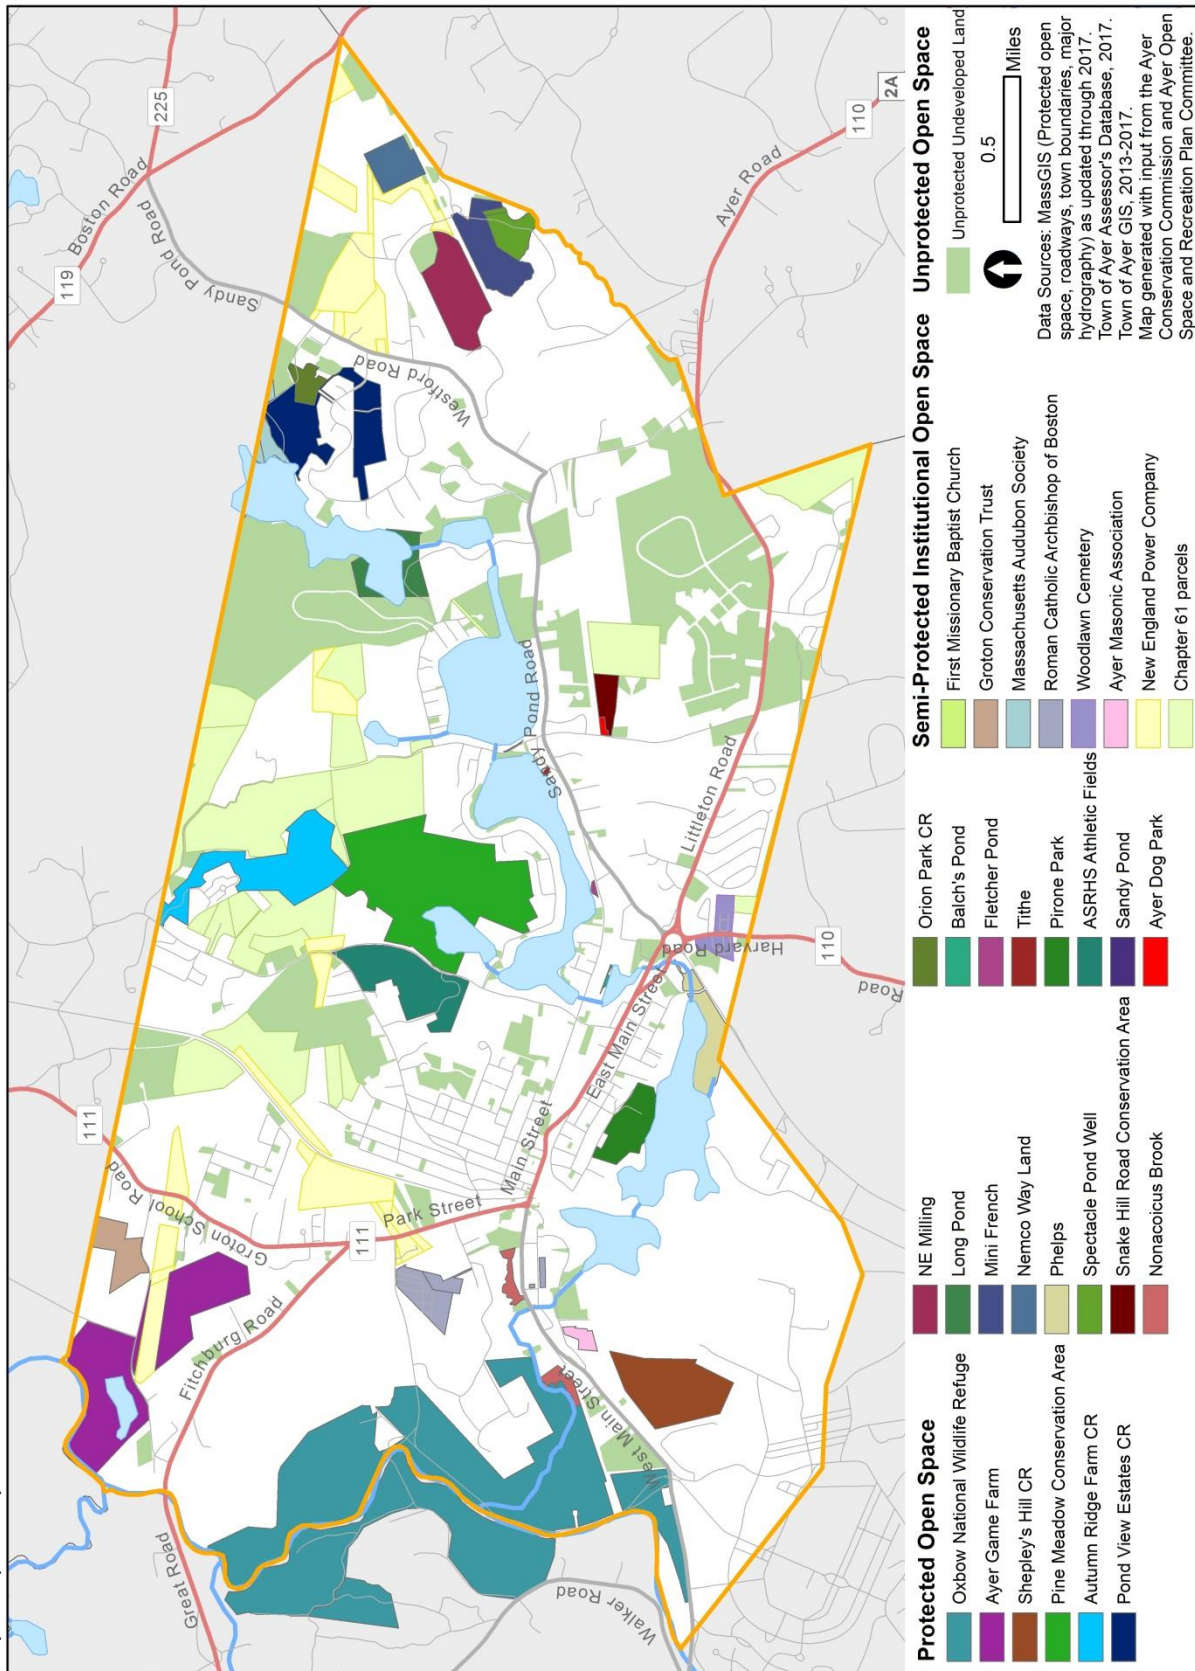 119
Boston Road
225
Sandy Pond Road
111
Groton School Road
Westford Road
Fitchburg Road
111
Park Street
Great Road
Sandy Pond Road
Main Street
East Main Street
Littleton Road
Ayer Road
110
2A
West Main Street
Walker Road
Harvard Road
110
Road
Protected Open Space
Oxbow National Wildlife Refuge
Ayer Game Farm
Shepley's Hill CR
Pine Meadow Conservation Area
Autumn Ridge Farm CR
Pond View Estates CR
NE Milling
Long Pond
Mini French
Nemco Way Land
Phelps
Spectacle Pond Well
Snake Hill Road Conservation Area
Nonacoicus Brook
Orion Park CR
Balch's Pond
Fletcher Pond
Tithe
Pirone Park
ASRHS Athletic Fields
Sandy Pond
Ayer Dog Park
Semi-Protected Institutional Open Space
First Missionary Baptist Church
Groton Conservation Trust
Massachusetts Audubon Society
Roman Catholic Archbishop of Boston
Woodlawn Cemetery
Ayer Masonic Association
New England Power Company
Chapter 61 parcels
Unprotected Open Space
Unprotected Undeveloped Land
0.5
Miles
Data Sources: MassGIS (Protected open
space, roadways, town boundaries, major
hydrography) as updated through 2017.
Town of Ayer Assessor's Database, 2017.
Town of Ayer GIS, 2013-2017.
Map generated with input from the Ayer
Conservation Commission and Ayer Open
Space and Recreation Plan Committee.